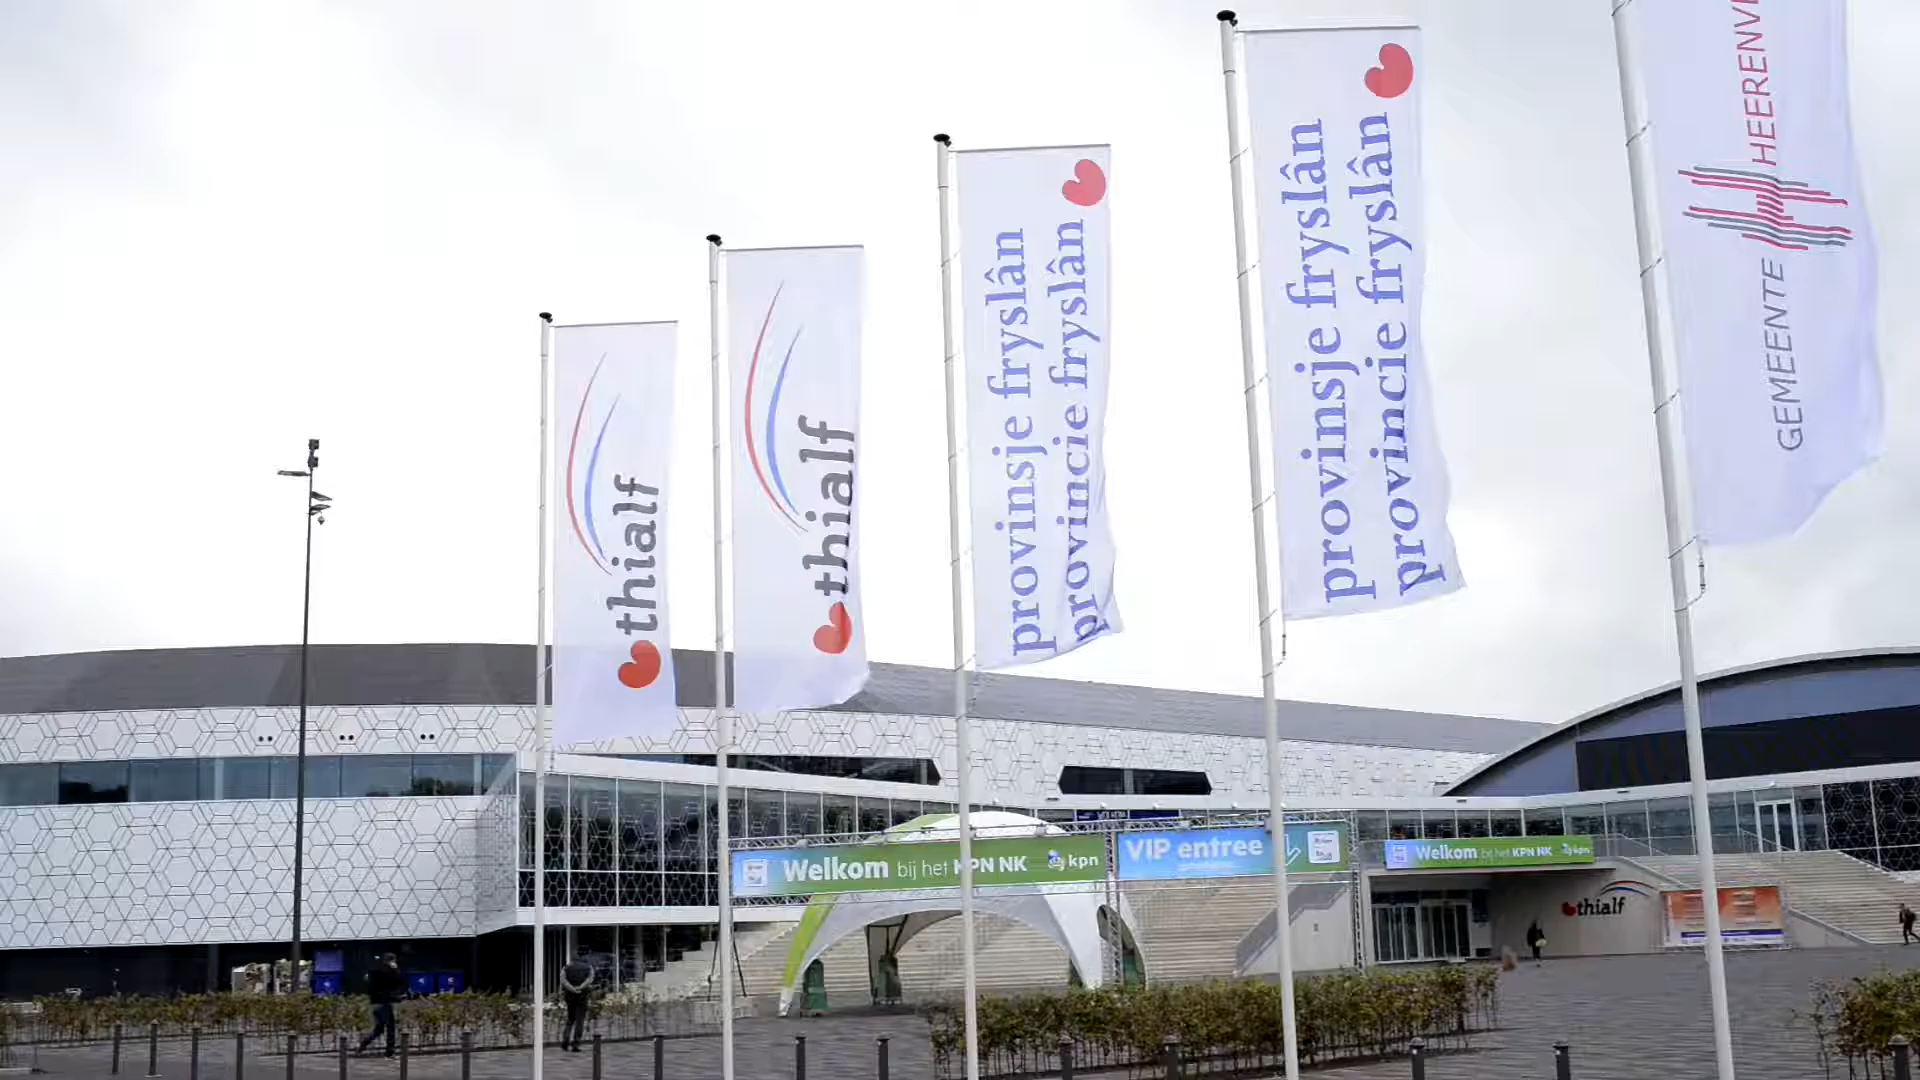 thialf
thialf
provinsje fryslân
provincie fryslân
provinsje fryslân
provincie fryslân
GEMEENTE HEERENV
Welkom bij het KPN NK kpn
VIP entree
Welkom bij het KPN NK kpn
thialf